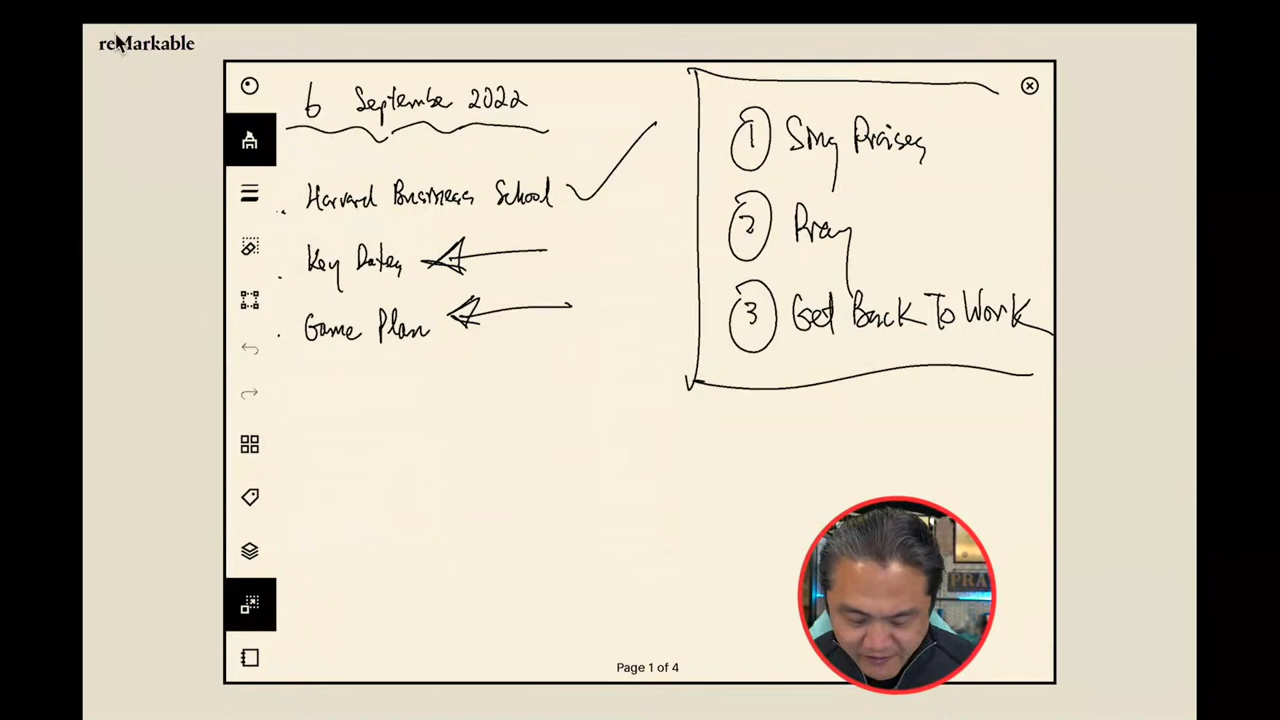 reMarkable
6 September 2022
. Harvard Business School
. Key Dates
. Game Plan
1 Sing Praises
2 Pray
3 Get Back To Work
PRA
Page 1 of 4